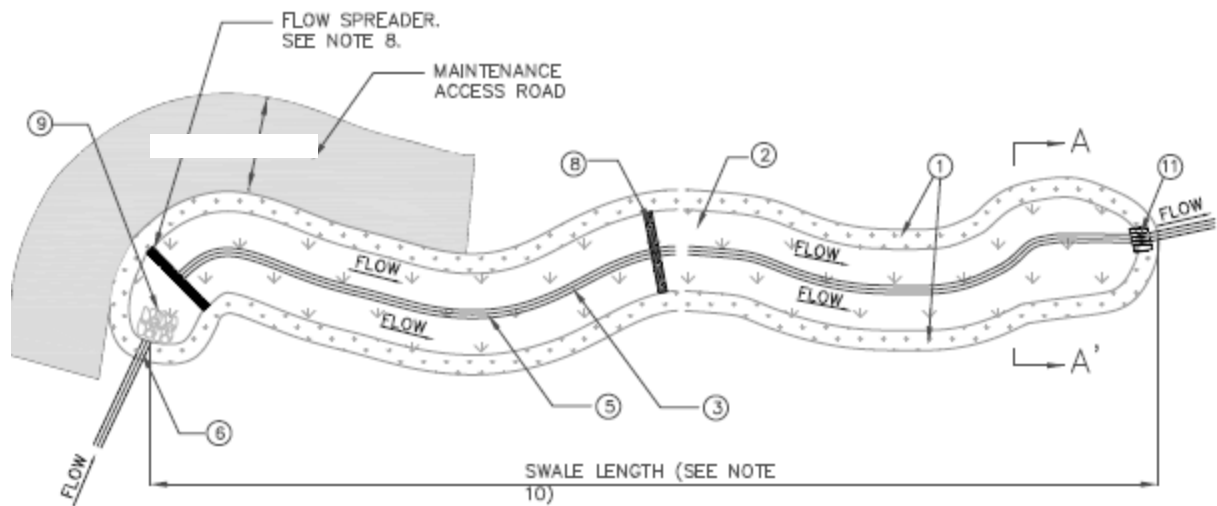 FLOW SPREADER.
SEE NOTE 8.
MAINTENANCE
ACCESS ROAD
9
8
2
1
A
11
FLOW
FLOW
FLOW
FLOW
FLOW
A'
5
3
6
FLOW
SWALE LENGTH (SEE NOTE
10)